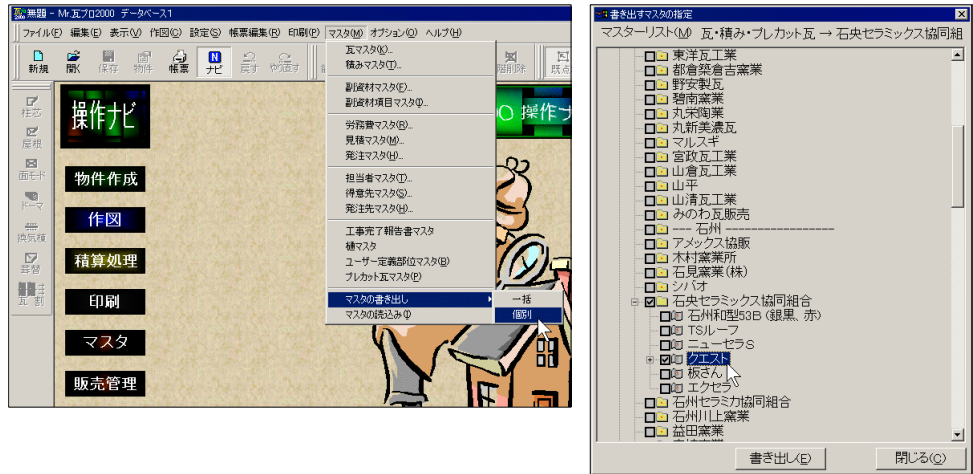 無題 - Mr.瓦プロ2000 データベース1
ファイル(F) 編集(E) 表示(V) 作図(C) 設定(S) 帳票編集(R) 印刷(P) マスタ(M) オプション(O) ヘルプ(H)
新規 開く 保存 物件 帳票 ナビ 戻す やり直す
柱芯
屋根
面モード
ドーマ
換気棟
瓦割
操作ナビ
物件作成
作図
積算処理
印刷
マスタ
販売管理
瓦マスタ(K)...
積みマスタ(T)...
副資材マスタ(F)...
副資材項目マスタ(I)...
労務費マスタ(R)...
見積マスタ(M)...
発注マスタ(H)...
担当者マスタ(T)...
得意先マスタ(S)...
発注先マスタ(H)...
工事完了報告書マスタ
樋マスタ
ユーザー定義部位マスタ(B)
プレカット瓦マスタ(P)
マスタの書き出し
マスタの読込み(I)
一括
個別
書き出すマスタの指定
マスターリスト(M) 瓦・積み・プレカット瓦 → 石央セラミックス協同組
東洋瓦工業
都倉築倉吉窯業
野安製瓦
碧南窯業
丸栄陶業
丸新美濃瓦
マルスギ
宮政瓦工業
山倉瓦工業
山平
山清瓦工業
みのわ瓦販売
--- 石州 ----------------
アメックス協販
木村窯業所
石見窯業(株)
シバオ
石央セラミックス協同組合
石州和型53B (銀黒、赤)
TSルーフ
ニューセラS
クエスト
板さん
エクセラ
石州セラミカ協同組合
石州川上窯業
益田窯業
書き出し(E) 閉じる(C)